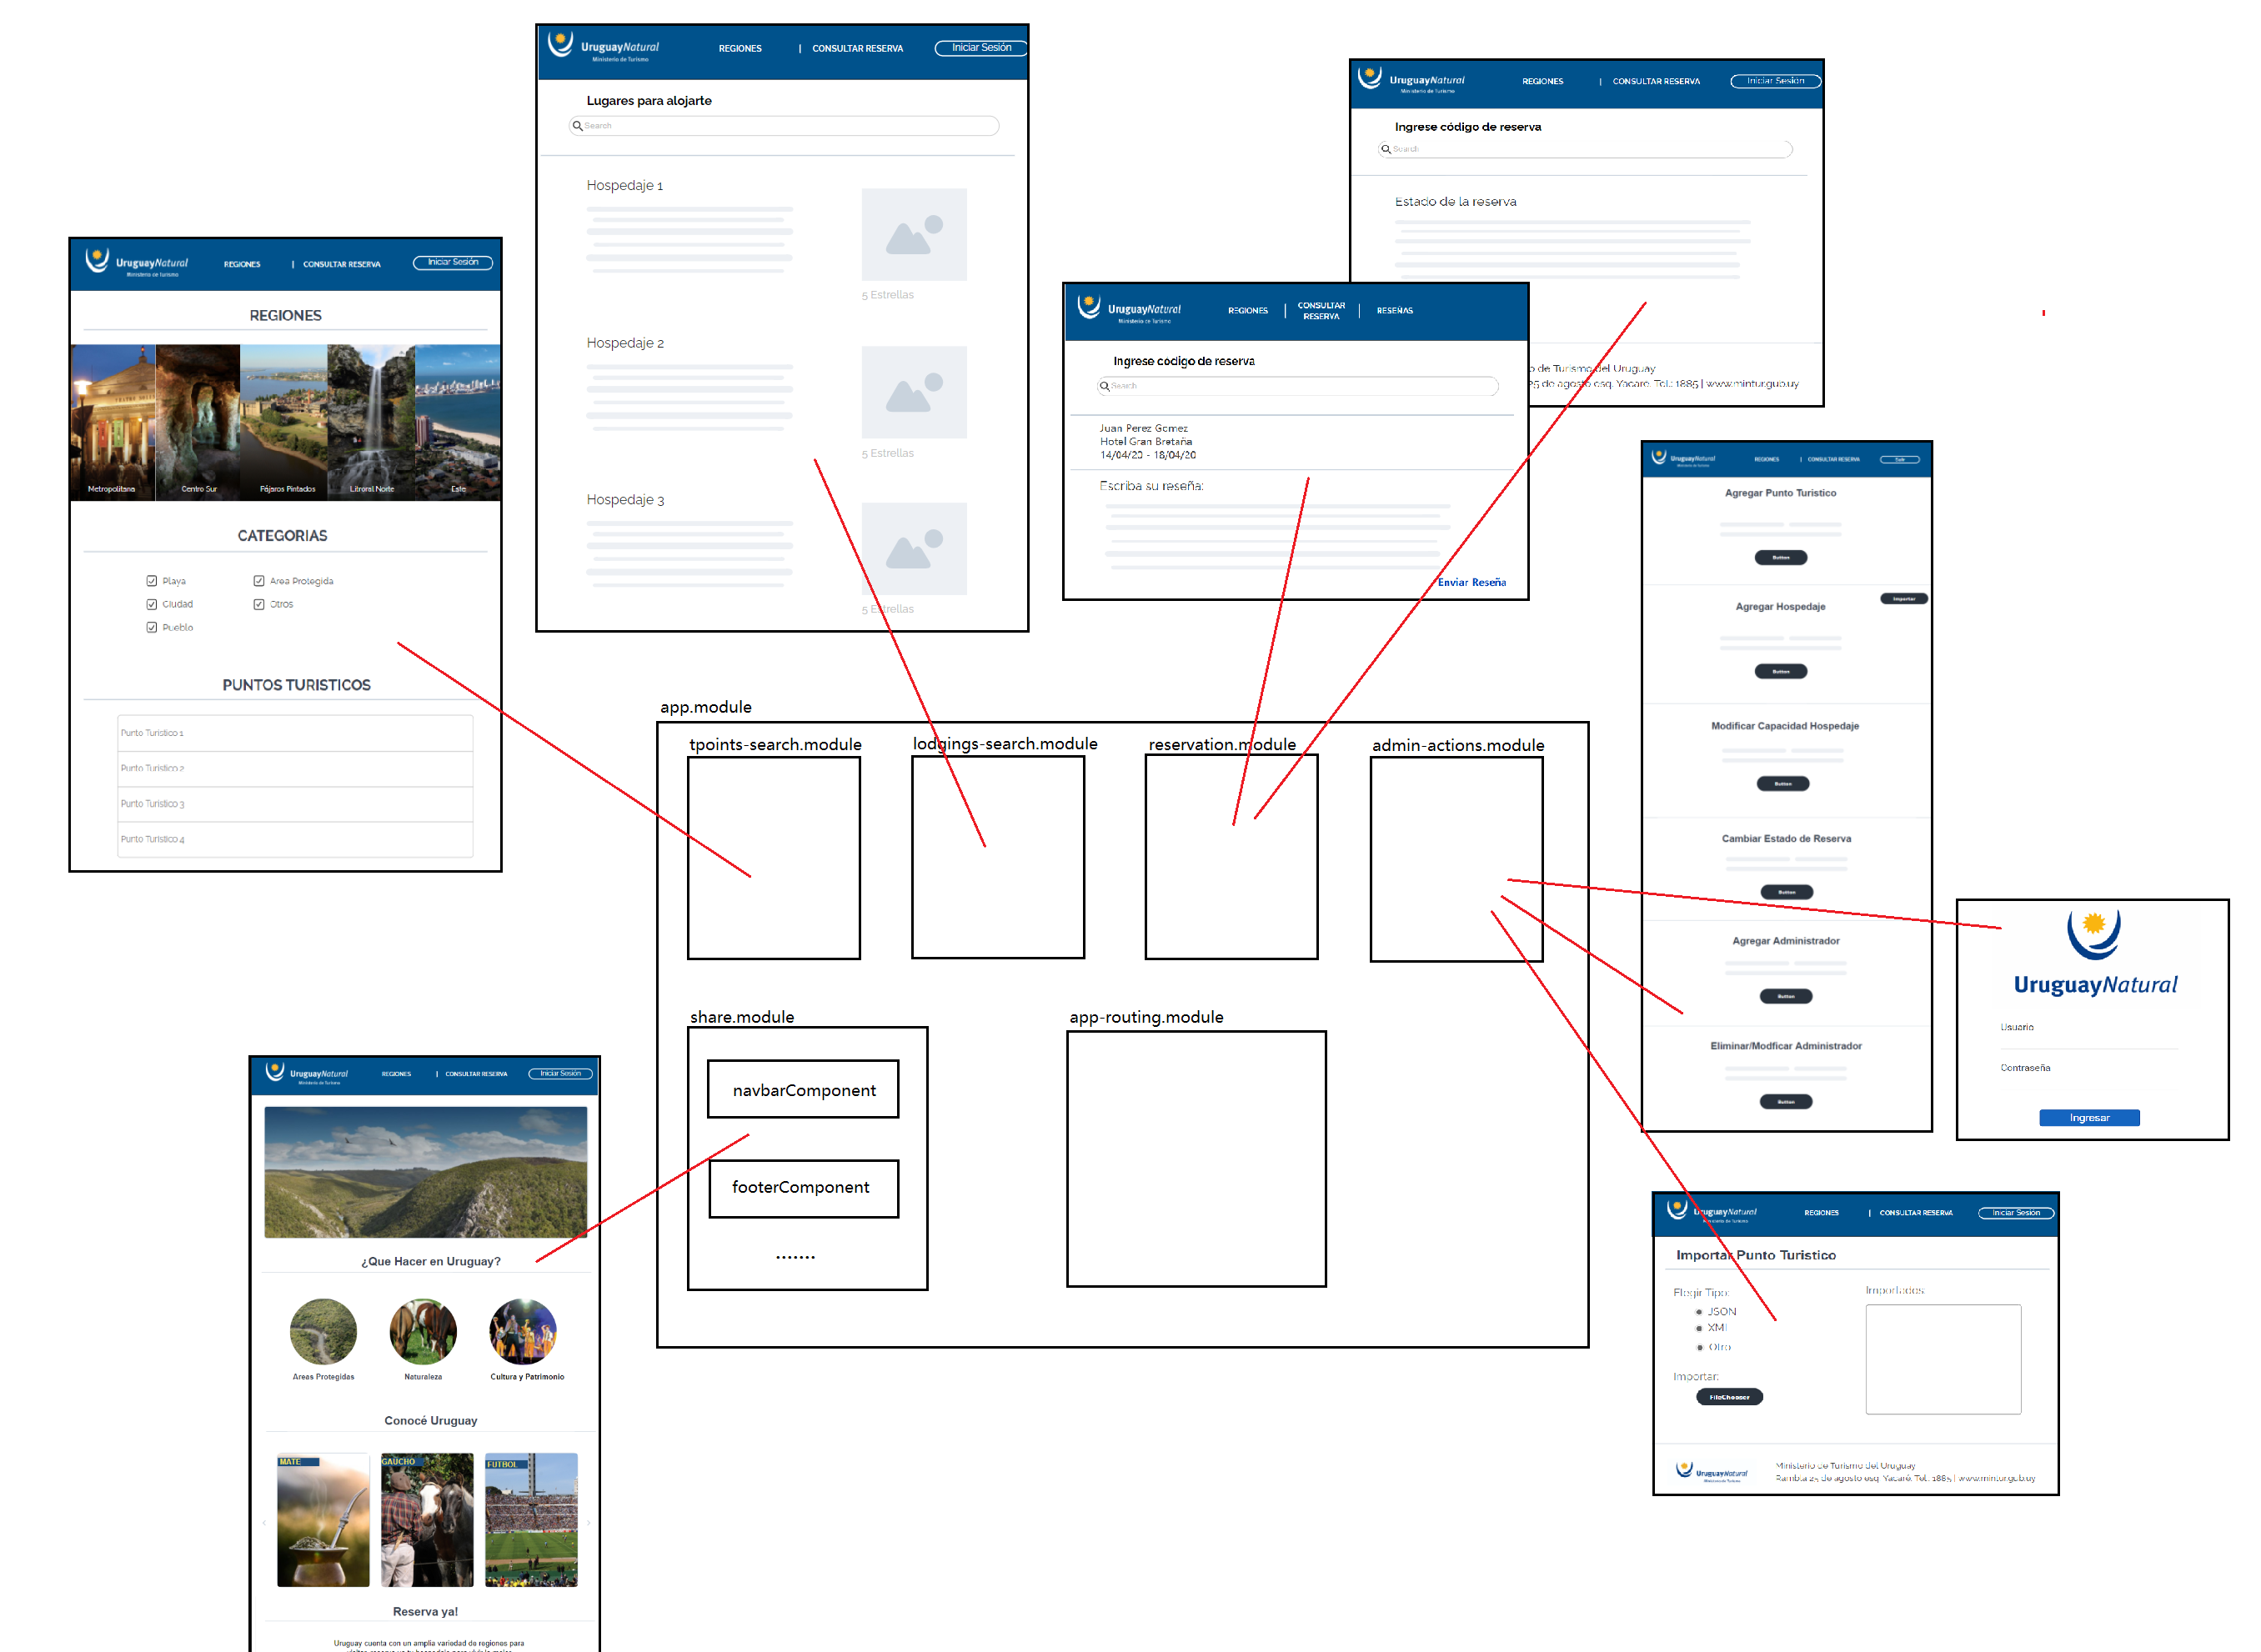 UruguayNatural
Ministerio de Turismo
REGIONES
|
CONSULTAR RESERVA
Iniciar Sesión
Lugares para alojarte
Search
Hospedaje 1
5 Estrellas
Hospedaje 2
5 Estrellas
Hospedaje 3
5 Estrellas
UruguayNatural
Ministerio de Turismo
REGIONES
|
CONSULTAR RESERVA
Iniciar Sesión
Ingrese código de reserva
Search
Estado de la reserva
o de Turismo del Uruguay
25 de agosto esq. Yacaré. Tel.: 1885 | www.mintur.gub.uy
UruguayNatural
Ministerio de Turismo
REGIONES
|
CONSULTAR RESERVA
Iniciar Sesión
REGIONES
Metropolitana
Centro Sur
Pájaros Pintados
Litroral Norte
Este
CATEGORIAS
Playa
Area Protegida
Ciudad
Otros
Pueblo
PUNTOS TURISTICOS
Punto Turistico 1
Punto Turistico 2
Punto Turistico 3
Punto Turistico 4
UruguayNatural
Ministerio de Turismo
REGIONES
CONSULTAR
RESERVA
RESEÑAS
Ingrese codigo de reserva
Search
Juan Perez Gomez
Hotel Gran Bretaña
14/04/20 - 18/04/20
Escriba su reseña:
Enviar Reseña
UruguayNatural
Ministerio de Turismo
REGIONES
|
CONSULTAR RESERVA
Agregar Punto Turistico
Button
Importar
Agregar Hospedaje
Button
Modificar Capacidad Hospedaje
Button
Cambiar Estado de Reserva
Button
Agregar Administrador
Button
Eliminar/Modficar Administrador
Button
app.module
tpoints-search.module
lodgings-search.module
reservation.module
admin-actions.module
share.module
navbarComponent
footerComponent
.......
app-routing.module
UruguayNatural
Usuario
Contraseña
Ingresar
UruguayNatural
Ministerio de Turismo
REGIONES
|
CONSULTAR RESERVA
Iniciar Sesión
¿Que Hacer en Uruguay?
Areas Protegidas
Naturaleza
Cultura y Patrimonio
Conocé Uruguay
MATE
GAUCHO
FUTBOL
Reserva ya!
Uruguay cuenta con un amplia variedad de regiones para
UruguayNatural
Ministerio de Turismo
REGIONES
|
CONSULTAR RESERVA
Iniciar Sesión
Importar Punto Turistico
Elegir Tipo:
JSON
XML
Otro
Importados:
Importar:
FileChooser
UruguayNatural
Ministerio de Turismo
Ministerio de Turismo del Uruguay
Rambla 25 de agosto esq. Yacaré. Tel.: 1885 | www.mintur.gub.uy